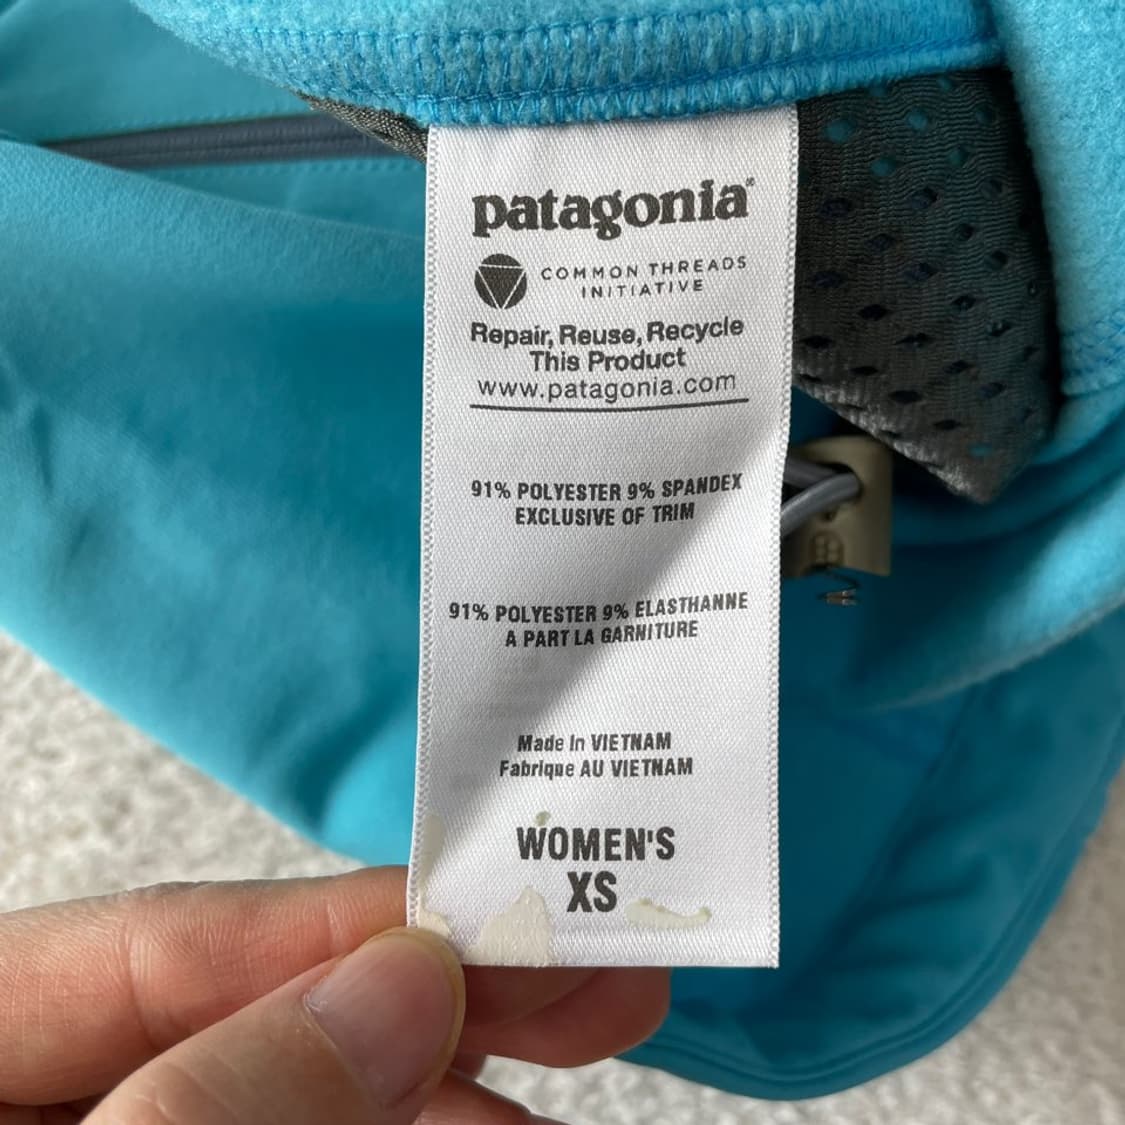 patagonia®
COMMON THREADS
INITIATIVE
Repair, Reuse, Recycle
This Product
www.patagonia.com
91% POLYESTER 9% SPANDEX
EXCLUSIVE OF TRIM
91% POLYESTER 9% ELASTHANNE
A PART LA GARNITURE
Made In VIETNAM
Fabrique AU VIETNAM
WOMEN'S
XS